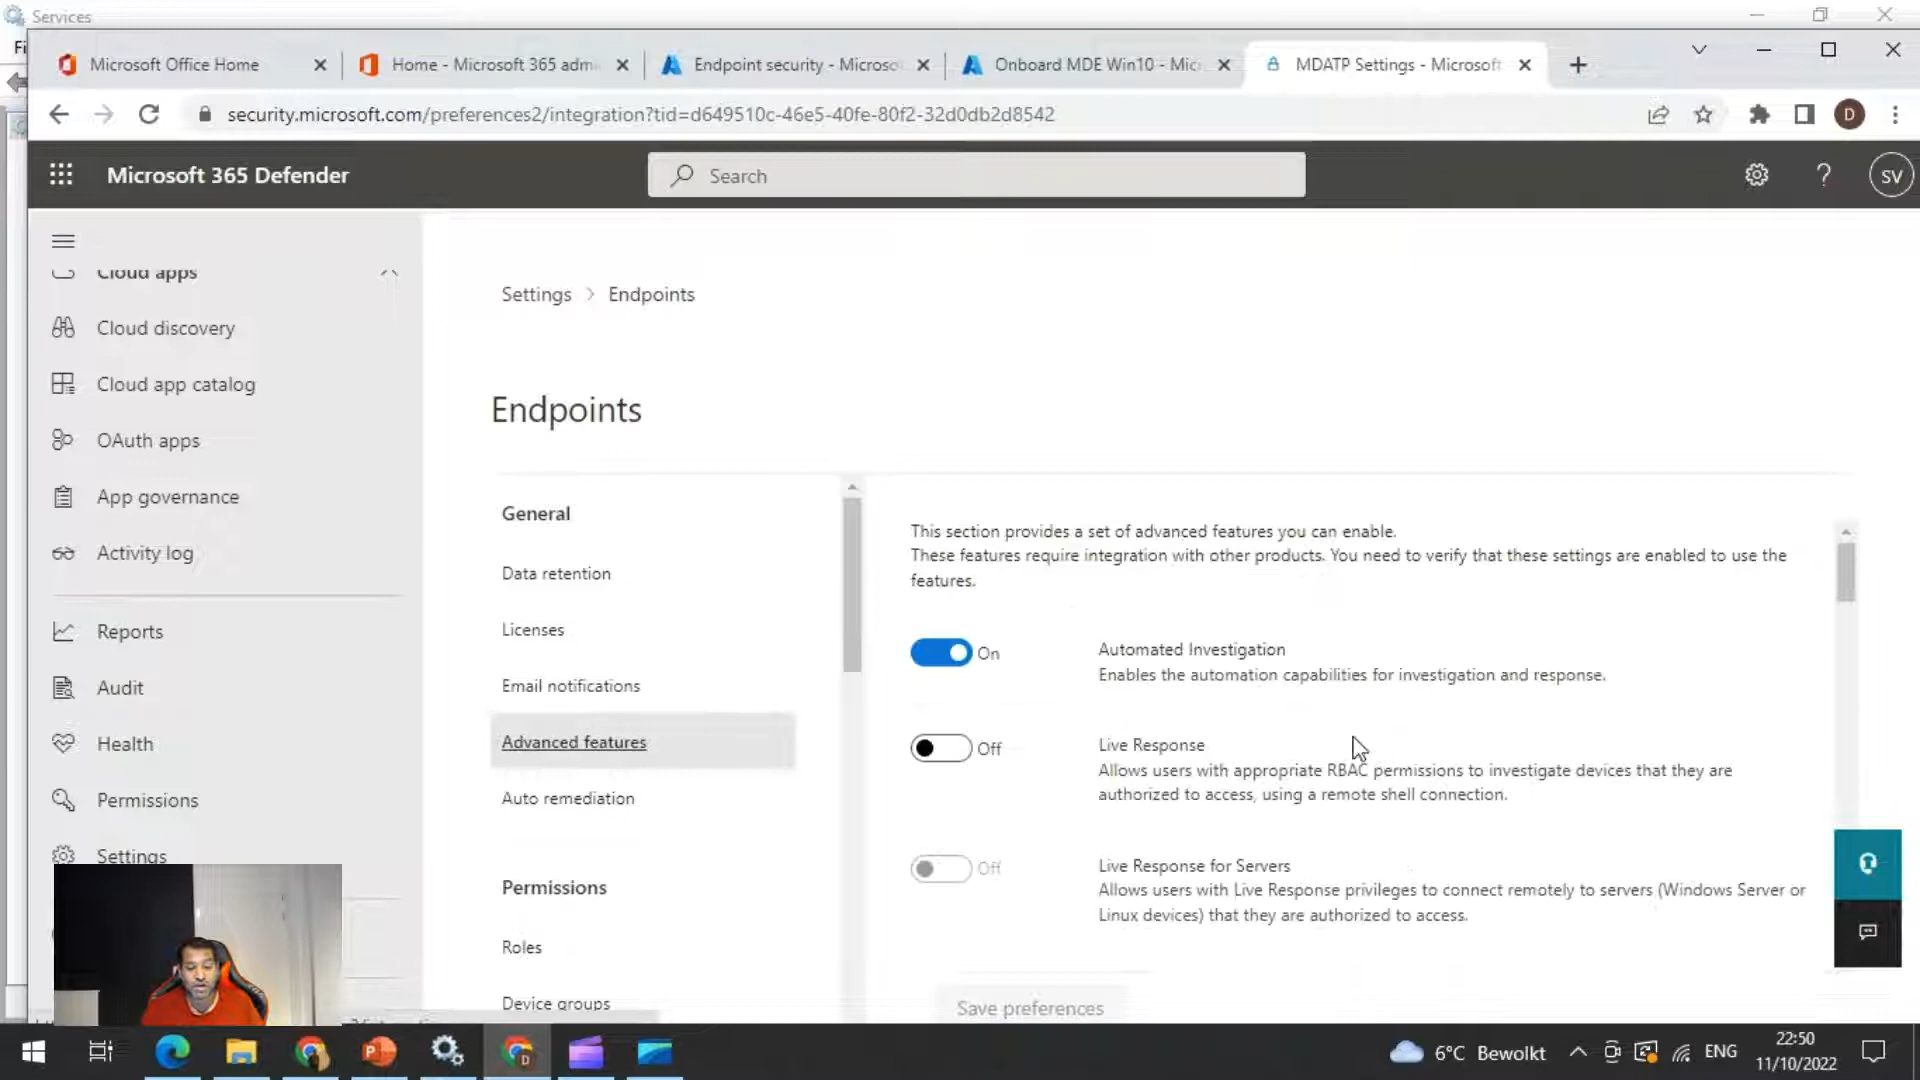 Services
Fi
Microsoft Office Home
Home - Microsoft 365 adm
Endpoint security - Microso
Onboard MDE Win10 - Mic
MDATP Settings - Microsoft
security.microsoft.com/preferences2/integration?tid=d649510c-46e5-40fe-80f2-32d0db2d8542
D
Microsoft 365 Defender
Search
?
SV
Cloud apps
Cloud discovery
Cloud app catalog
OAuth apps
App governance
Activity log
Reports
Audit
Health
Permissions
Settings
Settings > Endpoints
Endpoints
General
Data retention
Licenses
Email notifications
Advanced features
Auto remediation
Permissions
Roles
Device groups
This section provides a set of advanced features you can enable.
These features require integration with other products. You need to verify that these settings are enabled to use the
features.
On
Automated Investigation
Enables the automation capabilities for investigation and response.
Off
Live Response
Allows users with appropriate RBAC permissions to investigate devices that they are
authorized to access, using a remote shell connection.
Off
Live Response for Servers
Allows users with Live Response privileges to connect remotely to servers (Windows Server or
Linux devices) that they are authorized to access.
Save preferences
6°C Bewolkt
ENG
22:50
11/10/2022